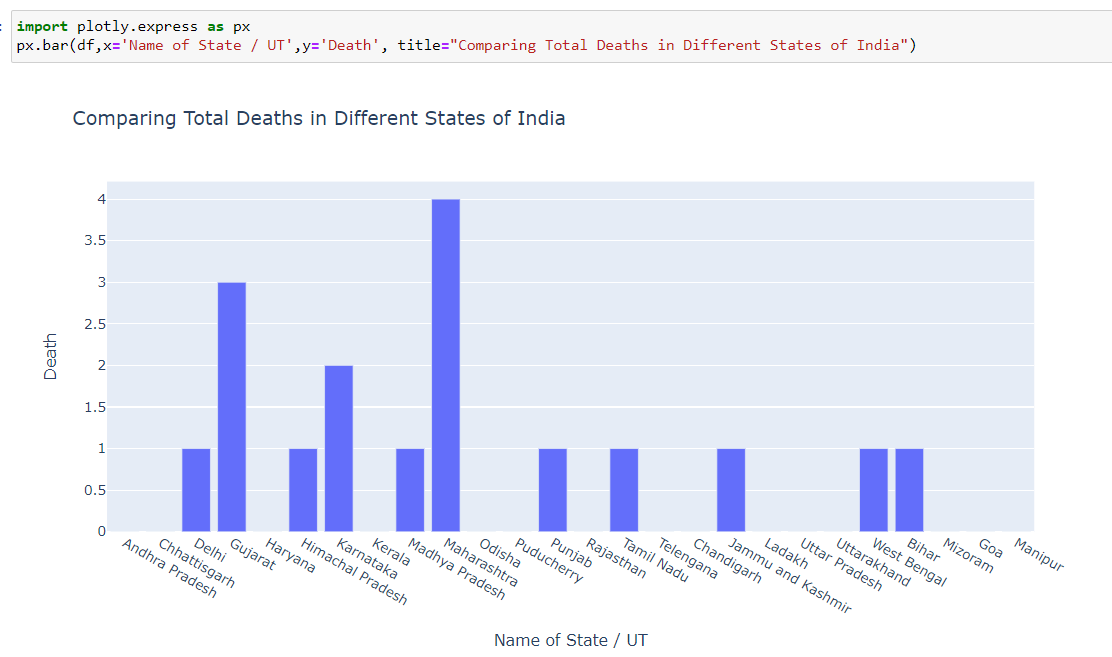 import plotly.express as px
px.bar(df,x='Name of State / UT',y='Death', title="Comparing Total Deaths in Different States of India")
Comparing Total Deaths in Different States of India
4
3.5
3
2.5
2
1.5
1
0.5
0
Death
Andhra Pradesh
Chhattisgarh
Delhi
Gujarat
Haryana
Himachal Pradesh
Karnataka
Kerala
Madhya Pradesh
Maharashtra
Odisha
Puducherry
Punjab
Rajasthan
Tamil Nadu
Telengana
Chandigarh
Jammu and Kashmir
Ladakh
Uttar Pradesh
Uttarakhand
West Bengal
Bihar
Mizoram
Goa
Manipur
Name of State / UT